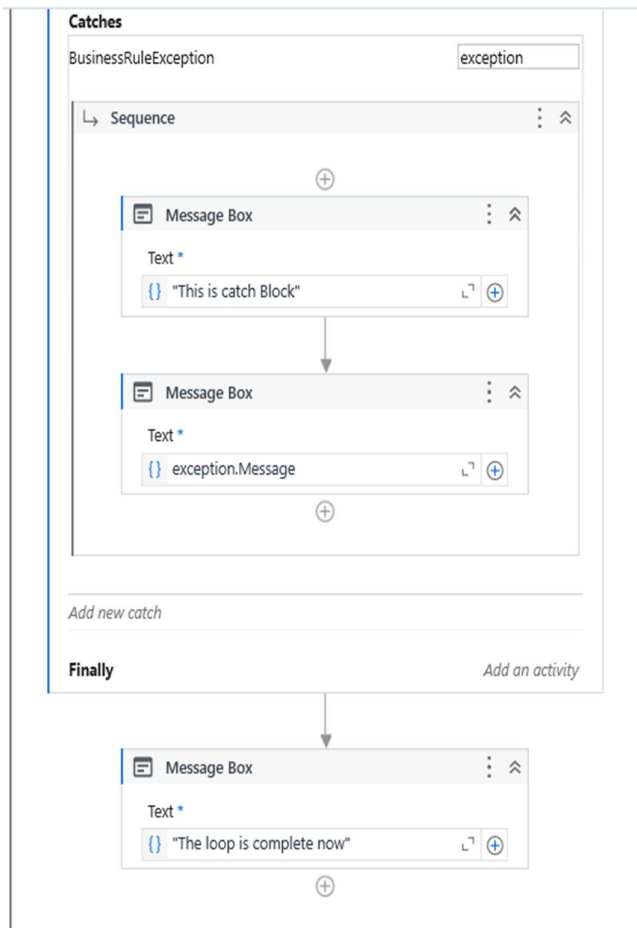 Catches
BusinessRuleException exception
Sequence
Message Box
Text *
{} "This is catch Block"
Message Box
Text *
{} exception.Message
Add new catch
Finally Add an activity
Message Box
Text *
{} "The loop is complete now"